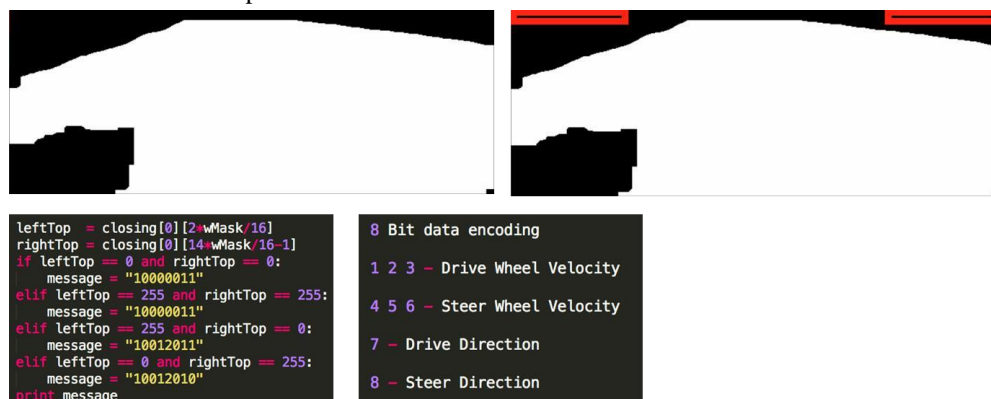 leftTop = closing[0][2*wMask/16]
rightTop = closing[0][14*wMask/16-1]
if leftTop == 0 and rightTop == 0:
message = "10000011"
elif leftTop == 255 and rightTop == 255:
message = "10000011"
elif leftTop == 255 and rightTop == 0:
message = "10012011"
elif leftTop == 0 and rightTop == 255:
message = "10012010"
print message
8 Bit data encoding
1 2 3 – Drive Wheel Velocity
4 5 6 – Steer Wheel Velocity
7 – Drive Direction
8 – Steer Direction